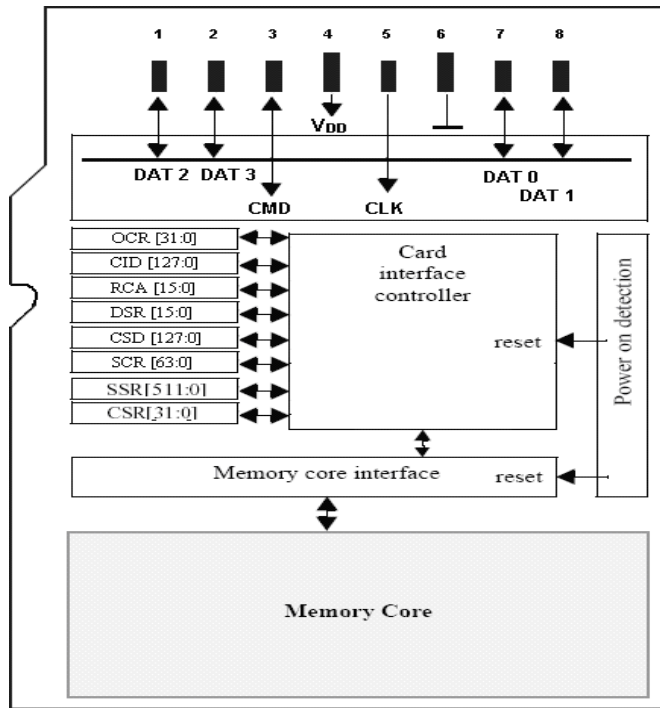 1 2 3 4 5 6 7 8
VDD
DAT 2 DAT 3 DAT 0
DAT 1
CMD CLK
OCR [31:0]
CID [127:0]
RCA [15:0]
DSR [15:0]
CSD [127:0]
SCR [63:0]
SSR[511:0]
CSR[31:0]
Card
interface
controller
reset
Power on detection
Memory core interface
reset
Memory Core